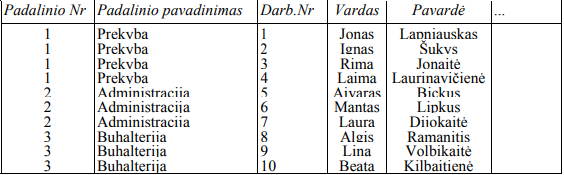 Padalinio Nr Padalinio pavadinimas Darb.Nr Vardas Pavardė ...
1 Prekyba 1 Jonas Lapniauskas
1 Prekyba 2 Ignas Šukys
1 Prekyba 3 Rima Jonaitė
1 Prekyba 4 Laima Laurinavičienė
2 Administracija 5 Aivaras Bickus
2 Administracija 6 Mantas Lipkus
2 Administracija 7 Laura Dijokaitė
3 Buhalterija 8 Algis Ramanitis
3 Buhalterija 9 Lina Volbikaitė
3 Buhalterija 10 Beata Kilbaitienė